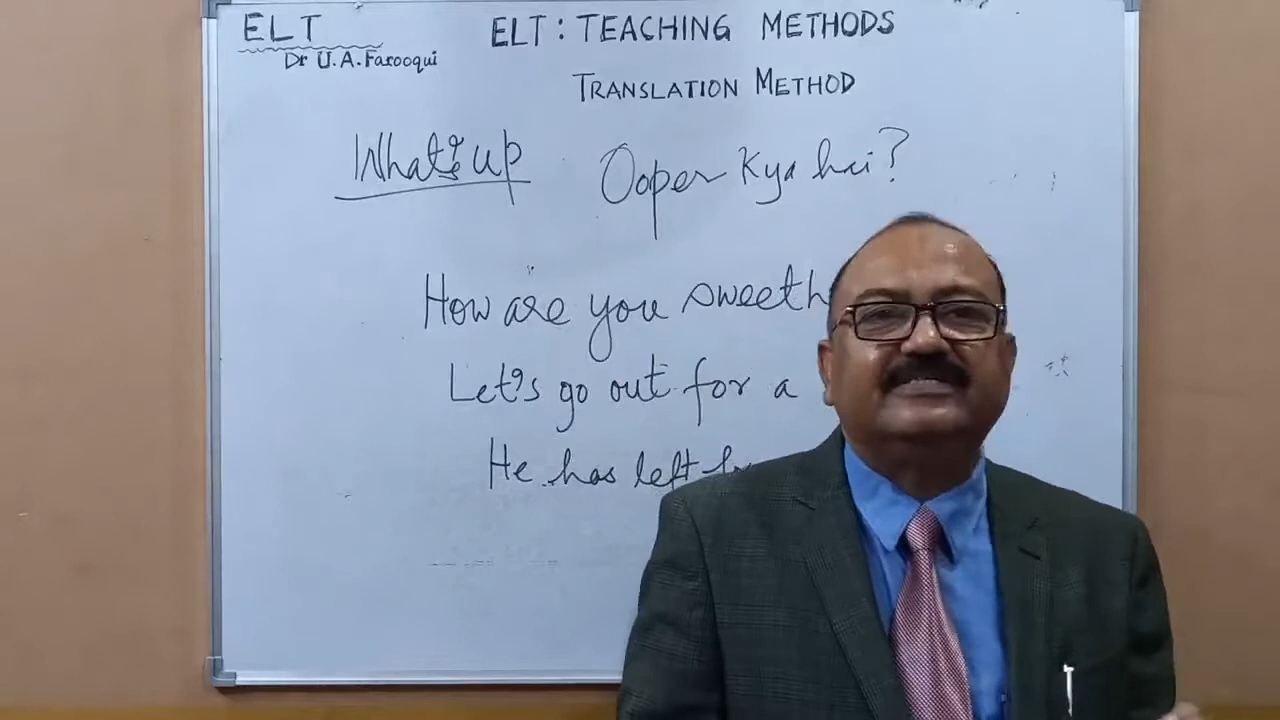 ELT
Dr U.A.Farooqui
ELT : TEACHING METHODS
TRANSLATION METHOD
What's up Ooper Kya hai?
How are you sweeth
Let's go out for a
He has left